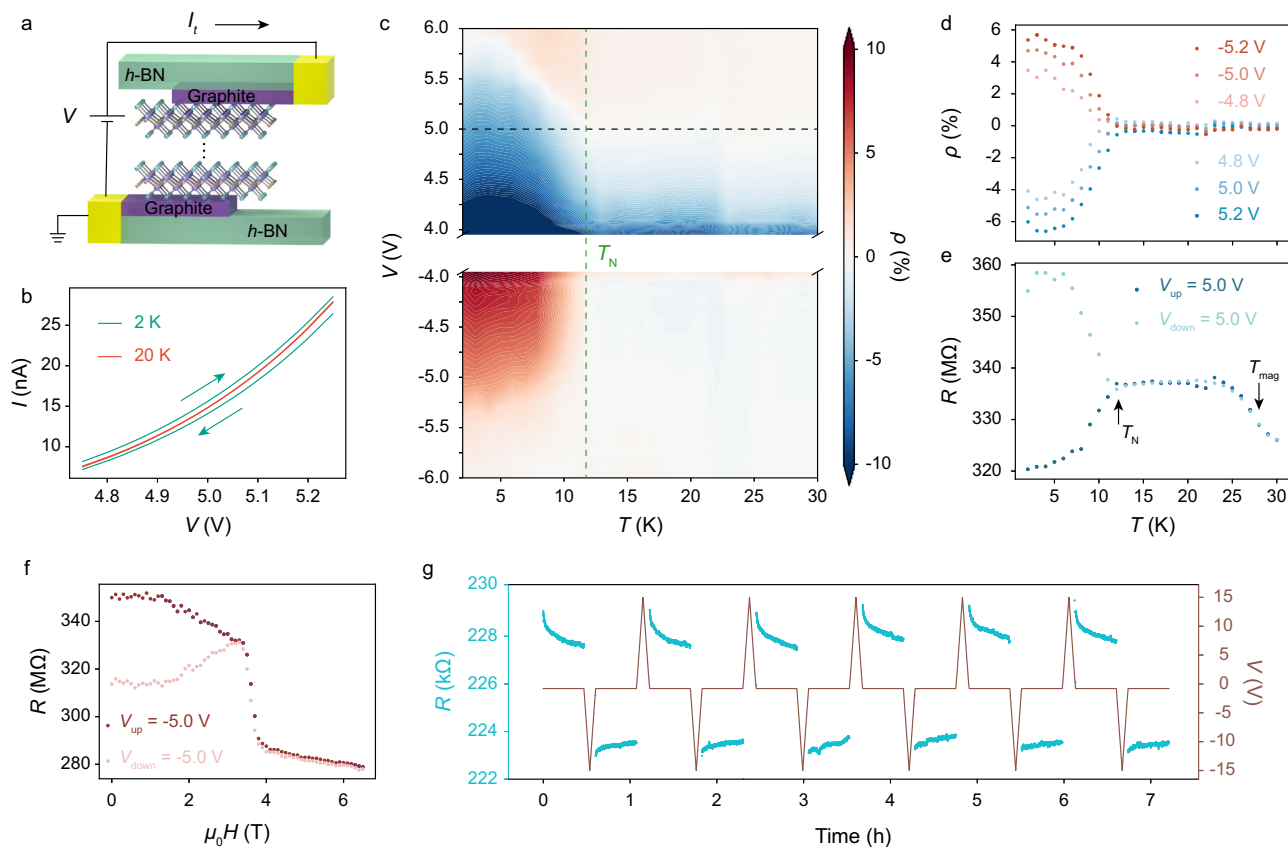 a
I_t
h-BN
Graphite
V
Graphite
h-BN
b
2 K
20 K
I (nA)
25
20
15
10
4.8 4.9 5.0 5.1 5.2
V (V)
c
V (V)
6.0
5.5
5.0
4.5
4.0
-4.0
-4.5
-5.0
-5.5
-6.0
T_N
5 10 15 20 25 30
T (K)
10
5
0
-5
-10
ρ (%)
d
ρ (%)
6
4
2
0
-2
-4
-6
-5.2 V
-5.0 V
-4.8 V
4.8 V
5.0 V
5.2 V
0 5 10 15 20 25 30
e
R (MΩ)
360
350
340
330
320
V_up = 5.0 V
V_down = 5.0 V
T_mag
T_N
0 5 10 15 20 25 30
T (K)
f
R (MΩ)
340
320
300
280
V_up = -5.0 V
V_down = -5.0 V
0 2 4 6
μ₀H (T)
g
R (kΩ)
230
228
226
224
222
15
10
5
0
-5
-10
-15
V (V)
0 1 2 3 4 5 6 7
Time (h)